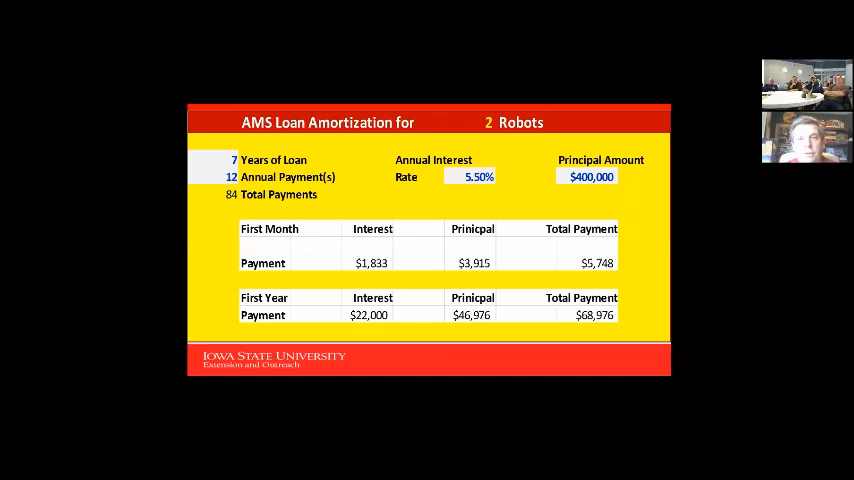 AMS Loan Amortization for 2 Robots
7 Years of Loan Annual Interest Principal Amount
12 Annual Payment(s) Rate 5.50% $400,000
84 Total Payments
First Month Interest Prinicpal Total Payment
Payment $1,833 $3,915 $5,748
First Year Interest Prinicpal Total Payment
Payment $22,000 $46,976 $68,976
IOWA STATE UNIVERSITY
Extension and Outreach